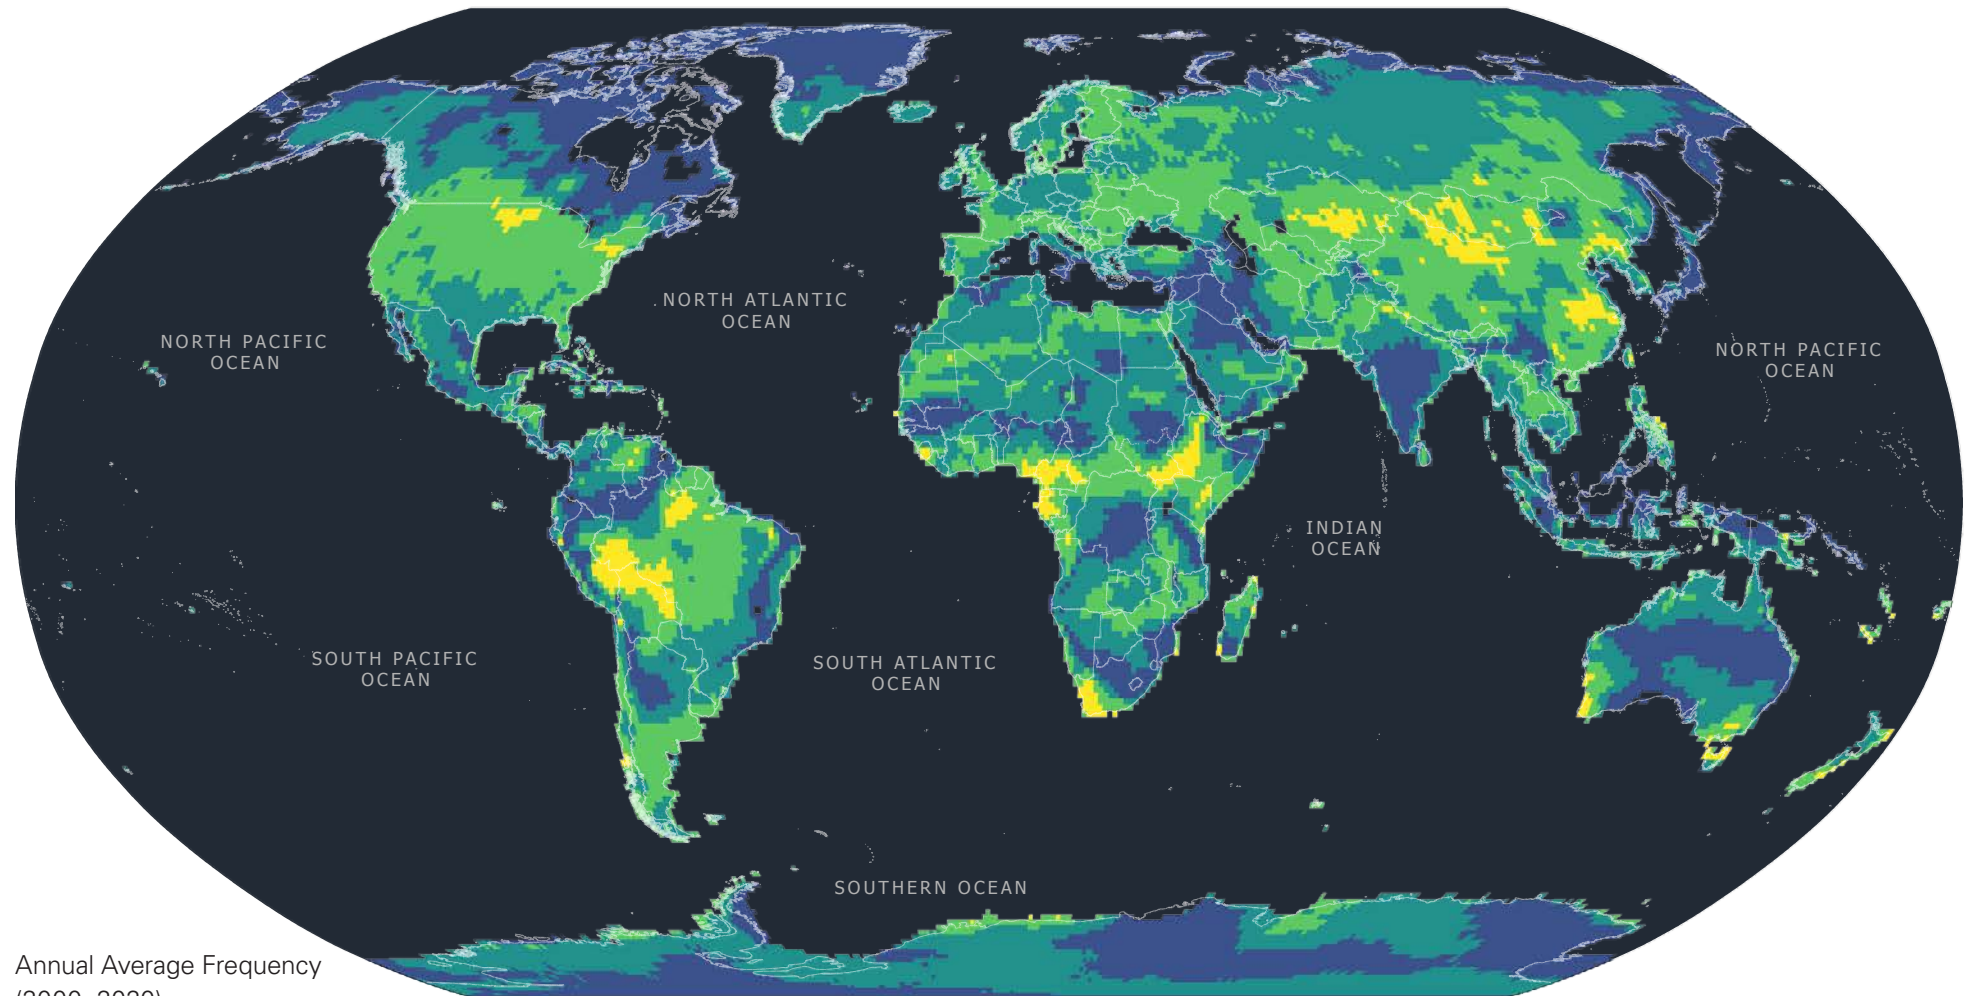 NORTH ATLANTIC
OCEAN
NORTH PACIFIC
OCEAN
NORTH PACIFIC
OCEAN
INDIAN
OCEAN
SOUTH PACIFIC
OCEAN
SOUTH ATLANTIC
OCEAN
SOUTHERN OCEAN
Annual Average Frequency